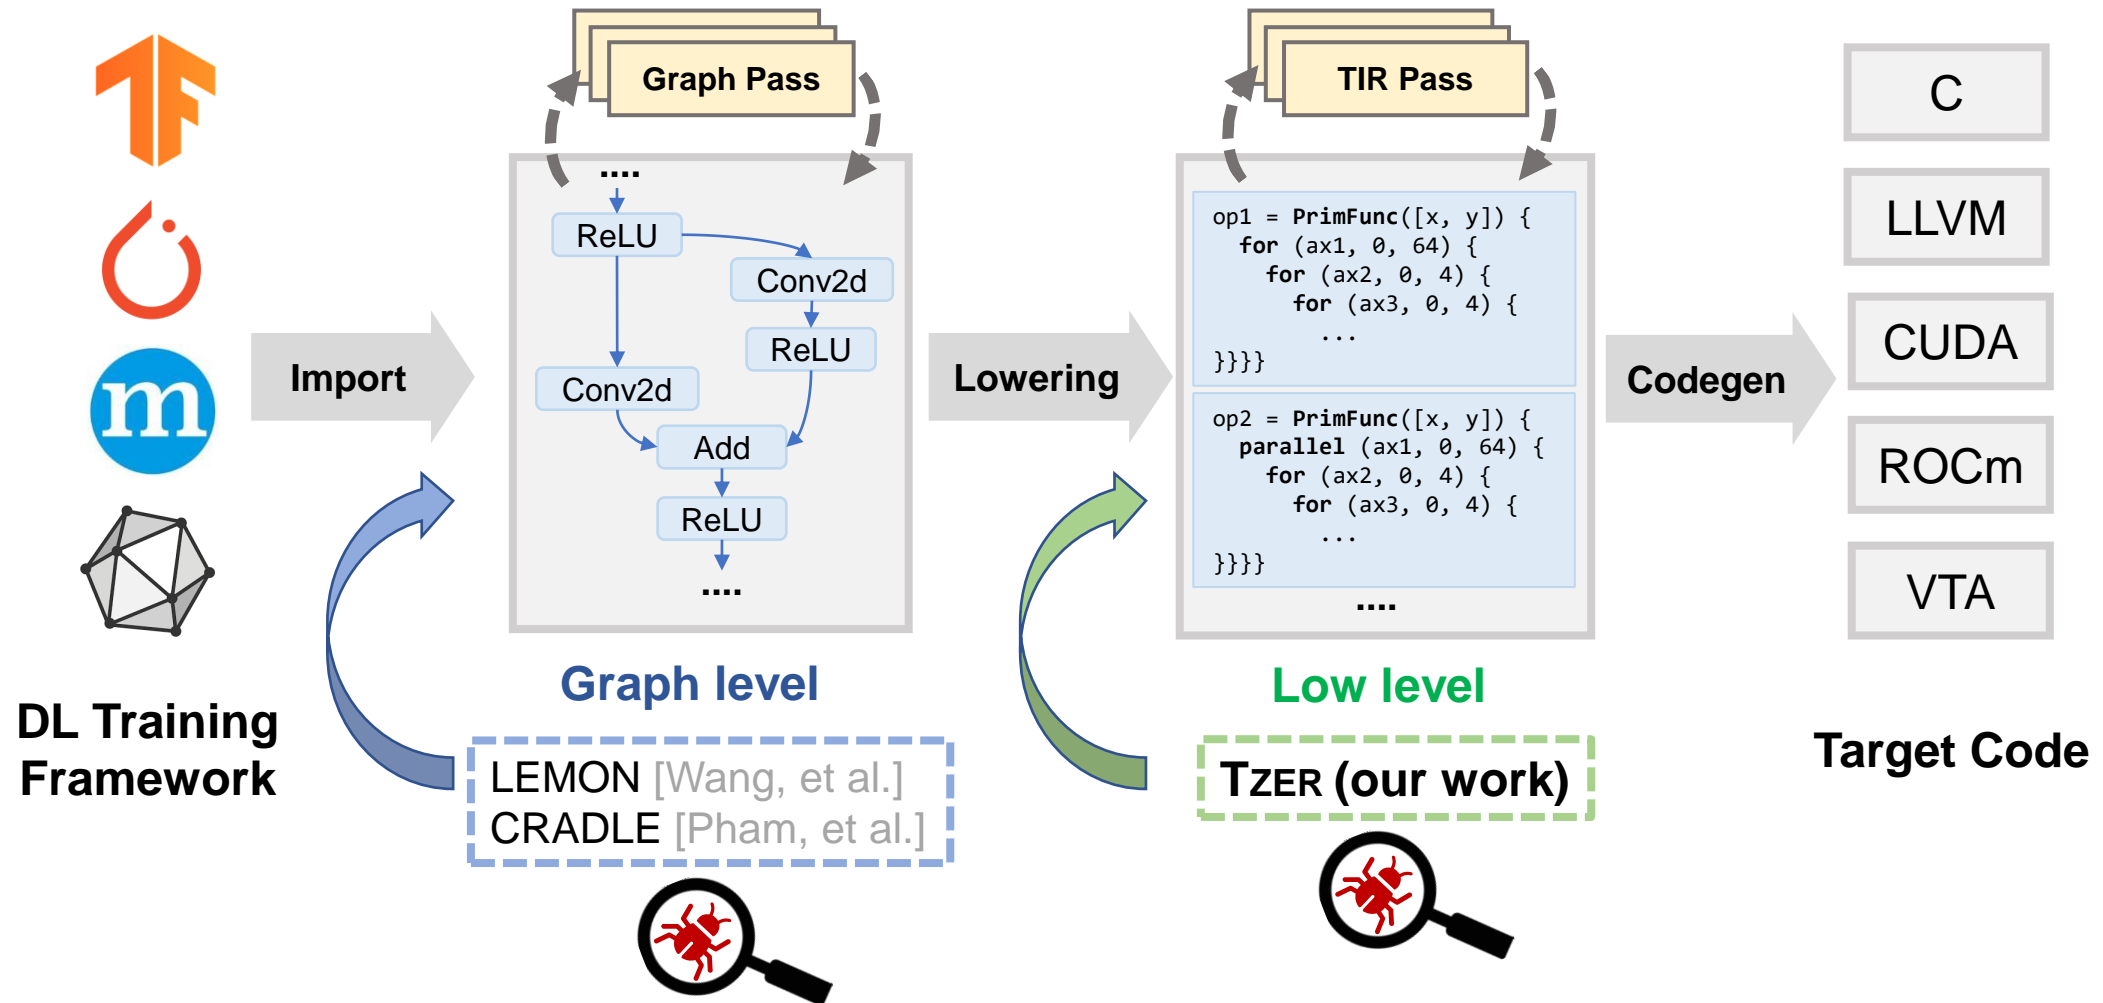 Graph Pass
TIR Pass
m
Import
....
ReLU
Conv2d
ReLU
Conv2d
Add
ReLU
....
Lowering
op1 = PrimFunc([x, y]) {
for (ax1, 0, 64) {
for (ax2, 0, 4) {
for (ax3, 0, 4) {
...
}}}}
op2 = PrimFunc([x, y]) {
parallel (ax1, 0, 64) {
for (ax2, 0, 4) {
for (ax3, 0, 4) {
...
}}}}
....
Codegen
C
LLVM
CUDA
ROCm
VTA
DL Training
Framework
Graph level
LEMON [Wang, et al.]
CRADLE [Pham, et al.]
Low level
TZER (our work)
Target Code